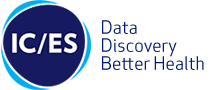 IC/ES
Data
Discovery
Better Health